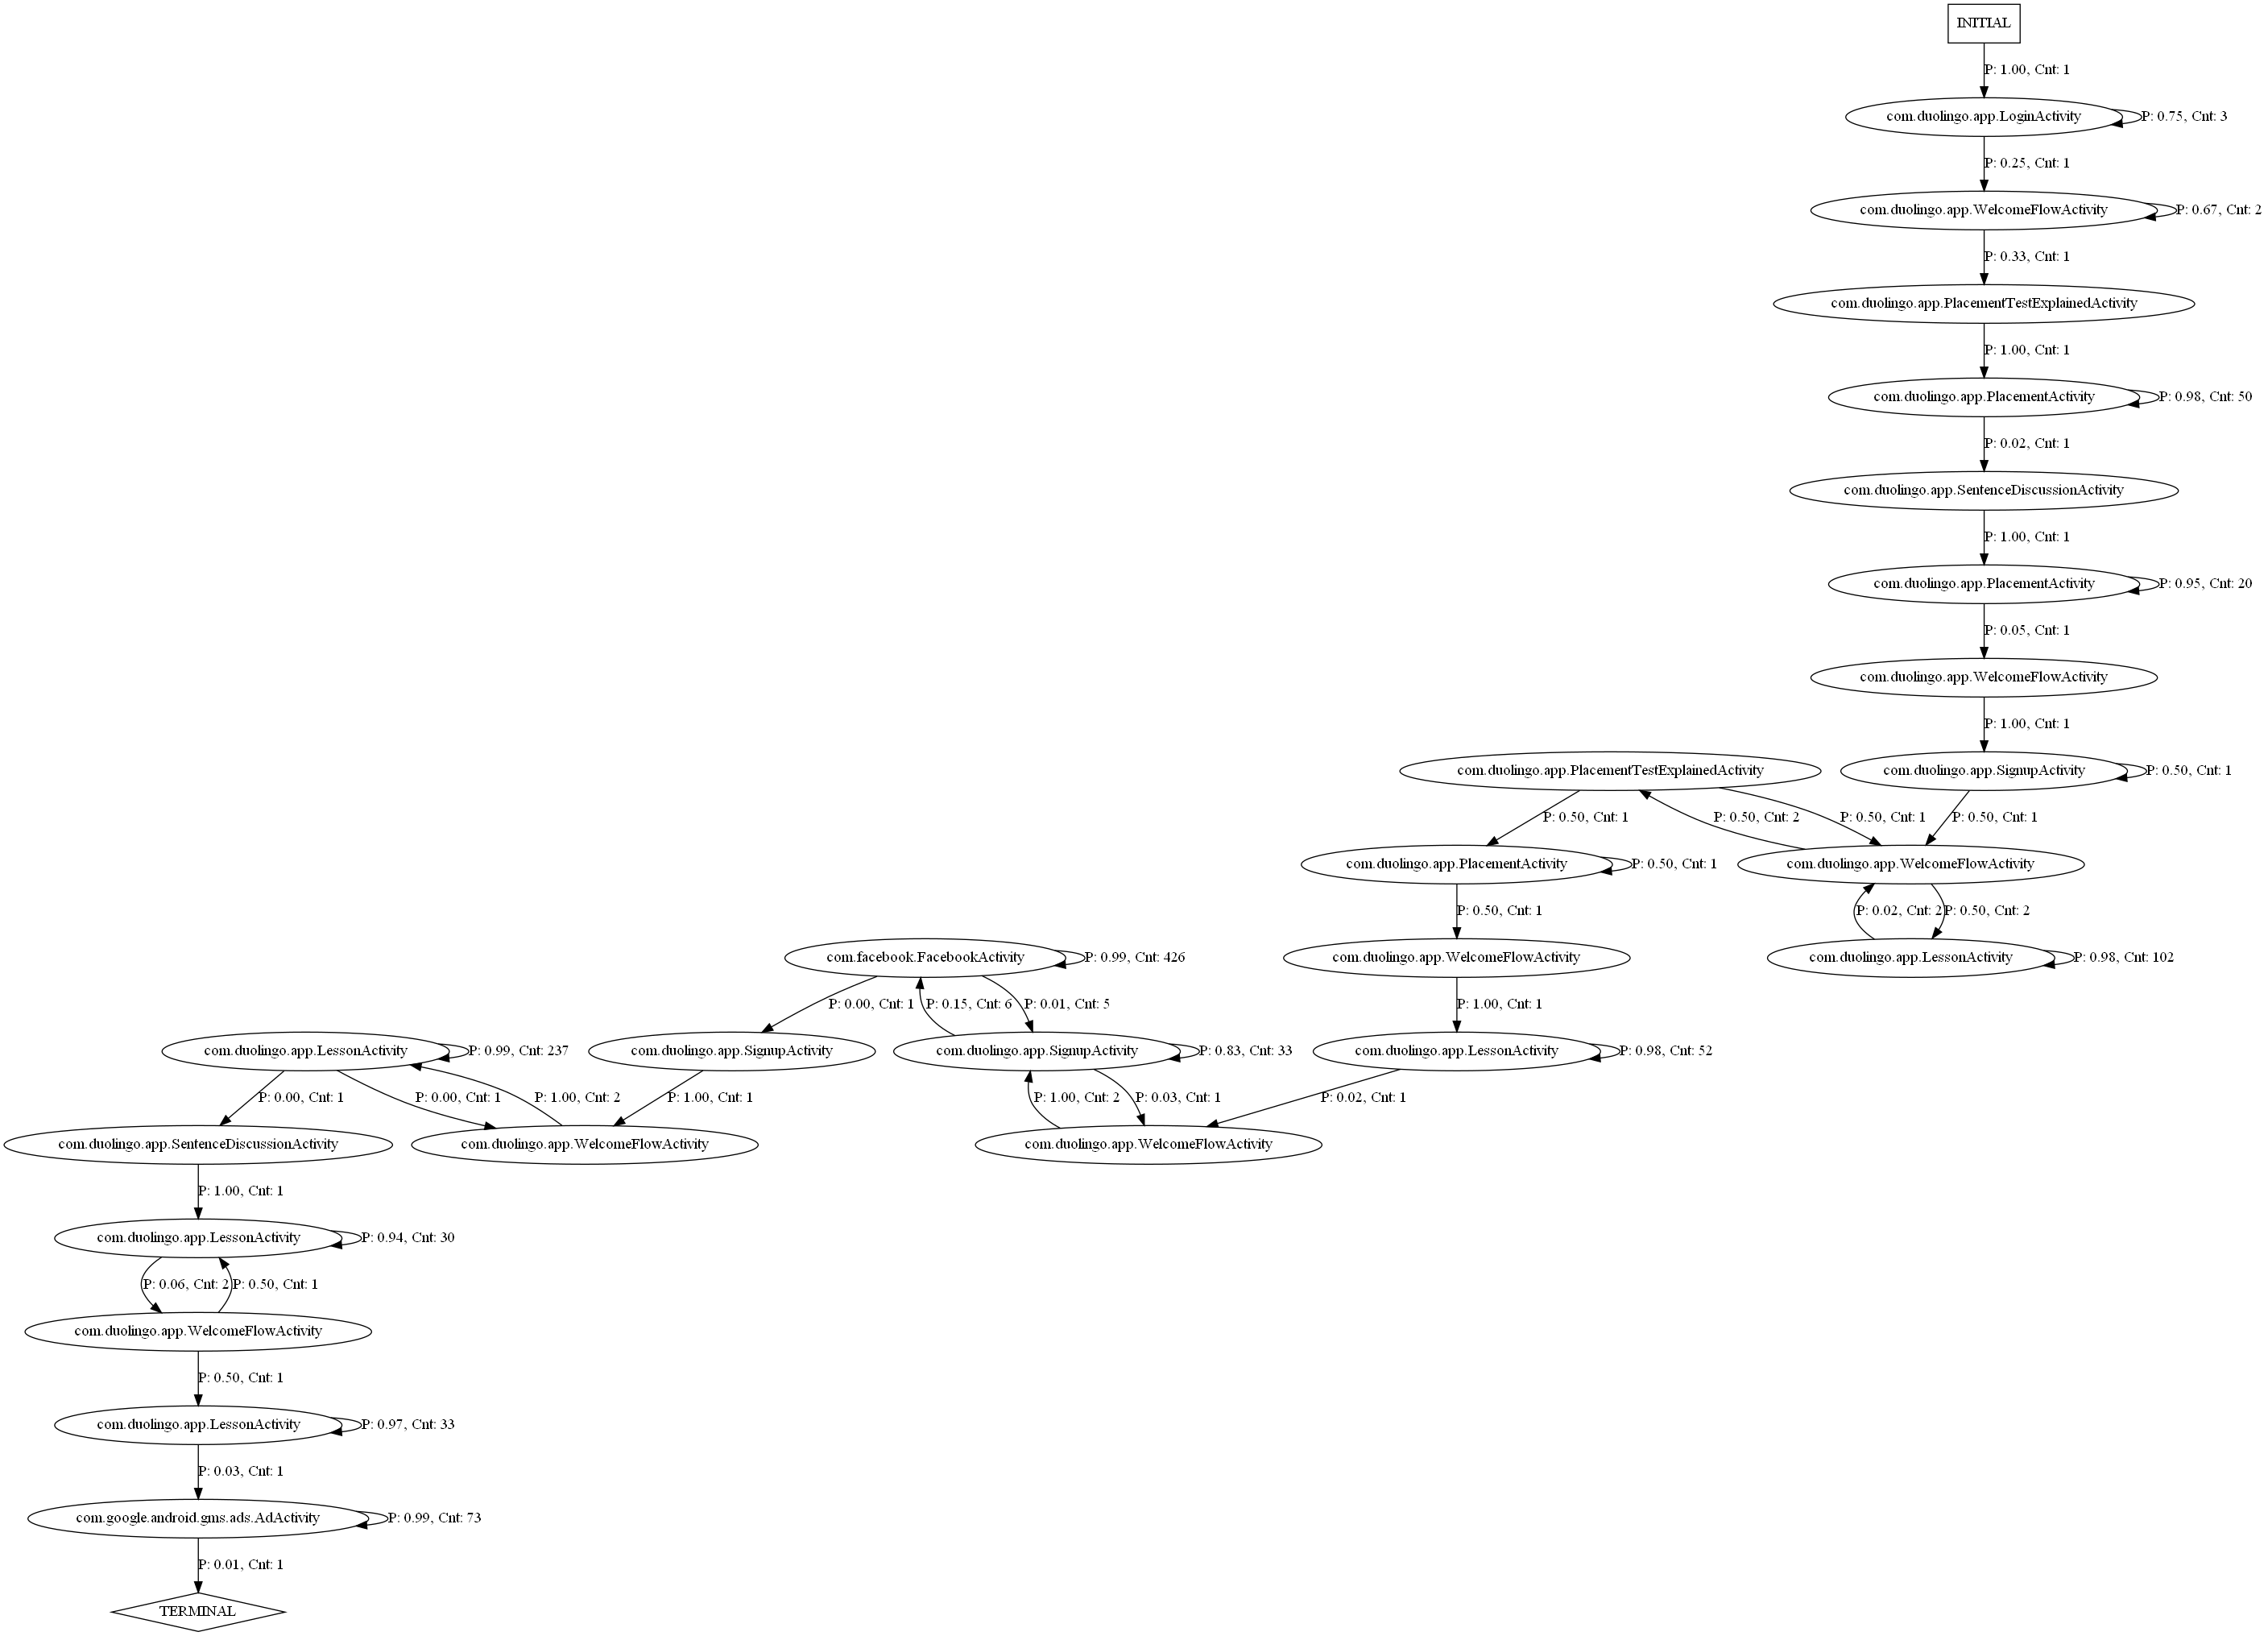 INITIAL
P: 1.00, Cnt: 1
com.duolingo.app.LoginActivity
P: 0.75, Cnt: 3
P: 0.25, Cnt: 1
com.duolingo.app.WelcomeFlowActivity
P: 0.67, Cnt: 2
P: 0.33, Cnt: 1
com.duolingo.app.PlacementTestExplainedActivity
P: 1.00, Cnt: 1
com.duolingo.app.PlacementActivity
P: 0.98, Cnt: 50
P: 0.02, Cnt: 1
com.duolingo.app.SentenceDiscussionActivity
P: 1.00, Cnt: 1
com.duolingo.app.PlacementActivity
P: 0.95, Cnt: 20
P: 0.05, Cnt: 1
com.duolingo.app.WelcomeFlowActivity
P: 1.00, Cnt: 1
com.duolingo.app.PlacementTestExplainedActivity
com.duolingo.app.SignupActivity
P: 0.50, Cnt: 1
P: 0.50, Cnt: 1
P: 0.50, Cnt: 2
P: 0.50, Cnt: 1
P: 0.50, Cnt: 1
com.duolingo.app.PlacementActivity
P: 0.50, Cnt: 1
com.duolingo.app.WelcomeFlowActivity
P: 0.50, Cnt: 1
P: 0.02, Cnt: 2
P: 0.50, Cnt: 2
com.facebook.FacebookActivity
P: 0.99, Cnt: 426
com.duolingo.app.WelcomeFlowActivity
com.duolingo.app.LessonActivity
P: 0.98, Cnt: 102
P: 0.00, Cnt: 1
P: 0.15, Cnt: 6
P: 0.01, Cnt: 5
P: 1.00, Cnt: 1
com.duolingo.app.LessonActivity
P: 0.99, Cnt: 237
com.duolingo.app.SignupActivity
com.duolingo.app.SignupActivity
P: 0.83, Cnt: 33
com.duolingo.app.LessonActivity
P: 0.98, Cnt: 52
P: 0.00, Cnt: 1
P: 0.00, Cnt: 1
P: 1.00, Cnt: 2
P: 1.00, Cnt: 1
P: 1.00, Cnt: 2
P: 0.03, Cnt: 1
P: 0.02, Cnt: 1
com.duolingo.app.SentenceDiscussionActivity
com.duolingo.app.WelcomeFlowActivity
com.duolingo.app.WelcomeFlowActivity
P: 1.00, Cnt: 1
com.duolingo.app.LessonActivity
P: 0.94, Cnt: 30
P: 0.06, Cnt: 2
P: 0.50, Cnt: 1
com.duolingo.app.WelcomeFlowActivity
P: 0.50, Cnt: 1
com.duolingo.app.LessonActivity
P: 0.97, Cnt: 33
P: 0.03, Cnt: 1
com.google.android.gms.ads.AdActivity
P: 0.99, Cnt: 73
P: 0.01, Cnt: 1
TERMINAL